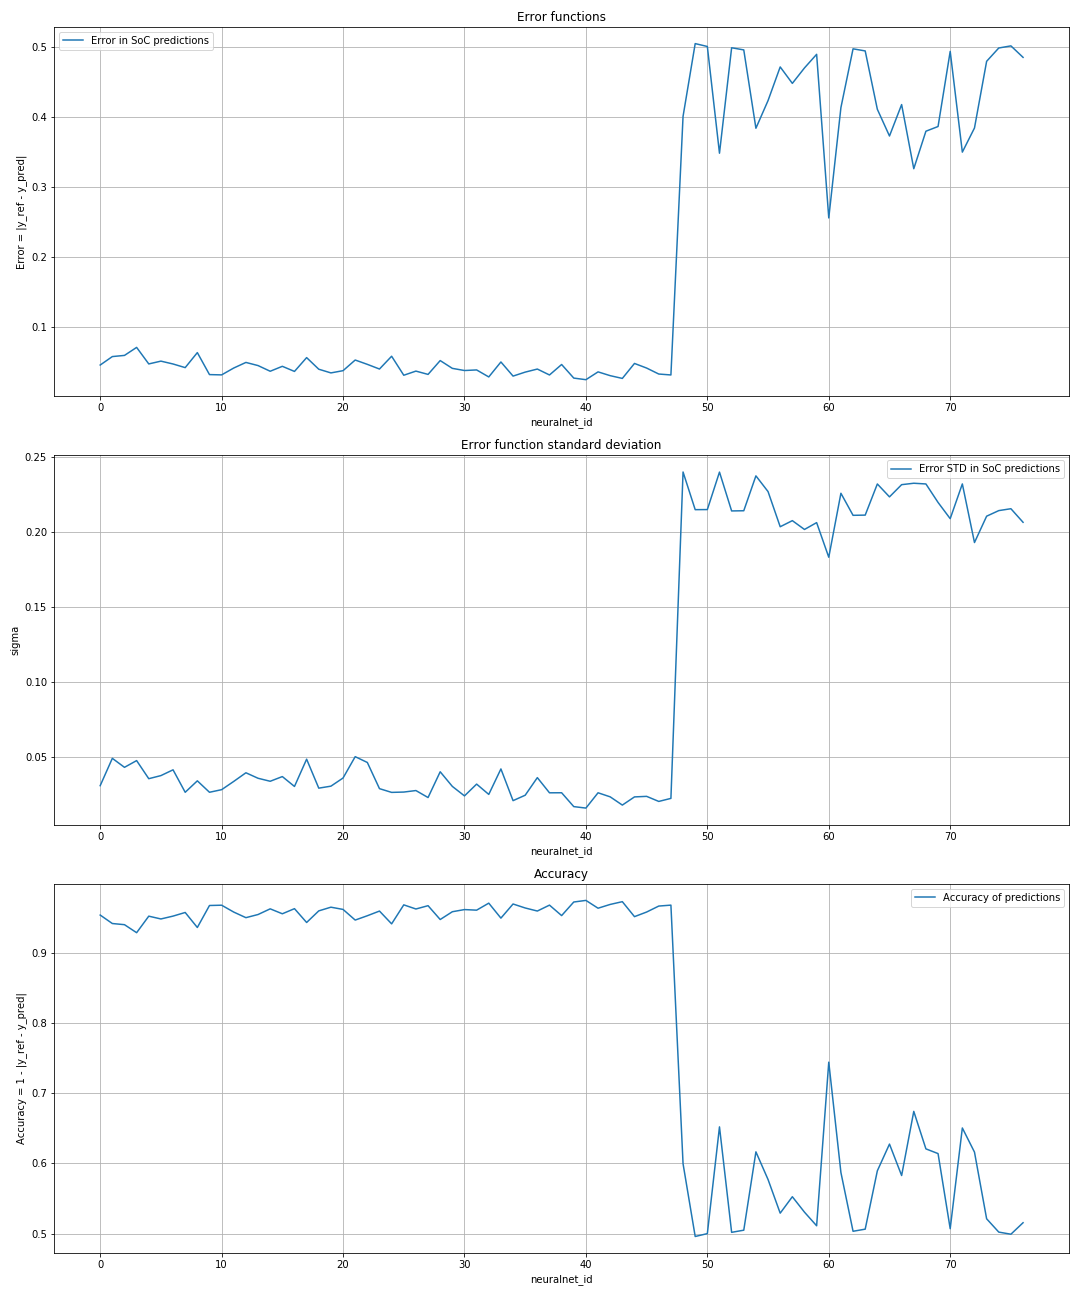 Error functions
Error in SoC predictions
Error = |y_ref - y_pred|
0.5
0.4
0.3
0.2
0.1
0 10 20 30 40 50 60 70
neuralnet_id
Error function standard deviation
Error STD in SoC predictions
sigma
0.25
0.20
0.15
0.10
0.05
0 10 20 30 40 50 60 70
neuralnet_id
Accuracy
Accuracy of predictions
Accuracy = 1 - |y_ref - y_pred|
0.9
0.8
0.7
0.6
0.5
0 10 20 30 40 50 60 70
neuralnet_id